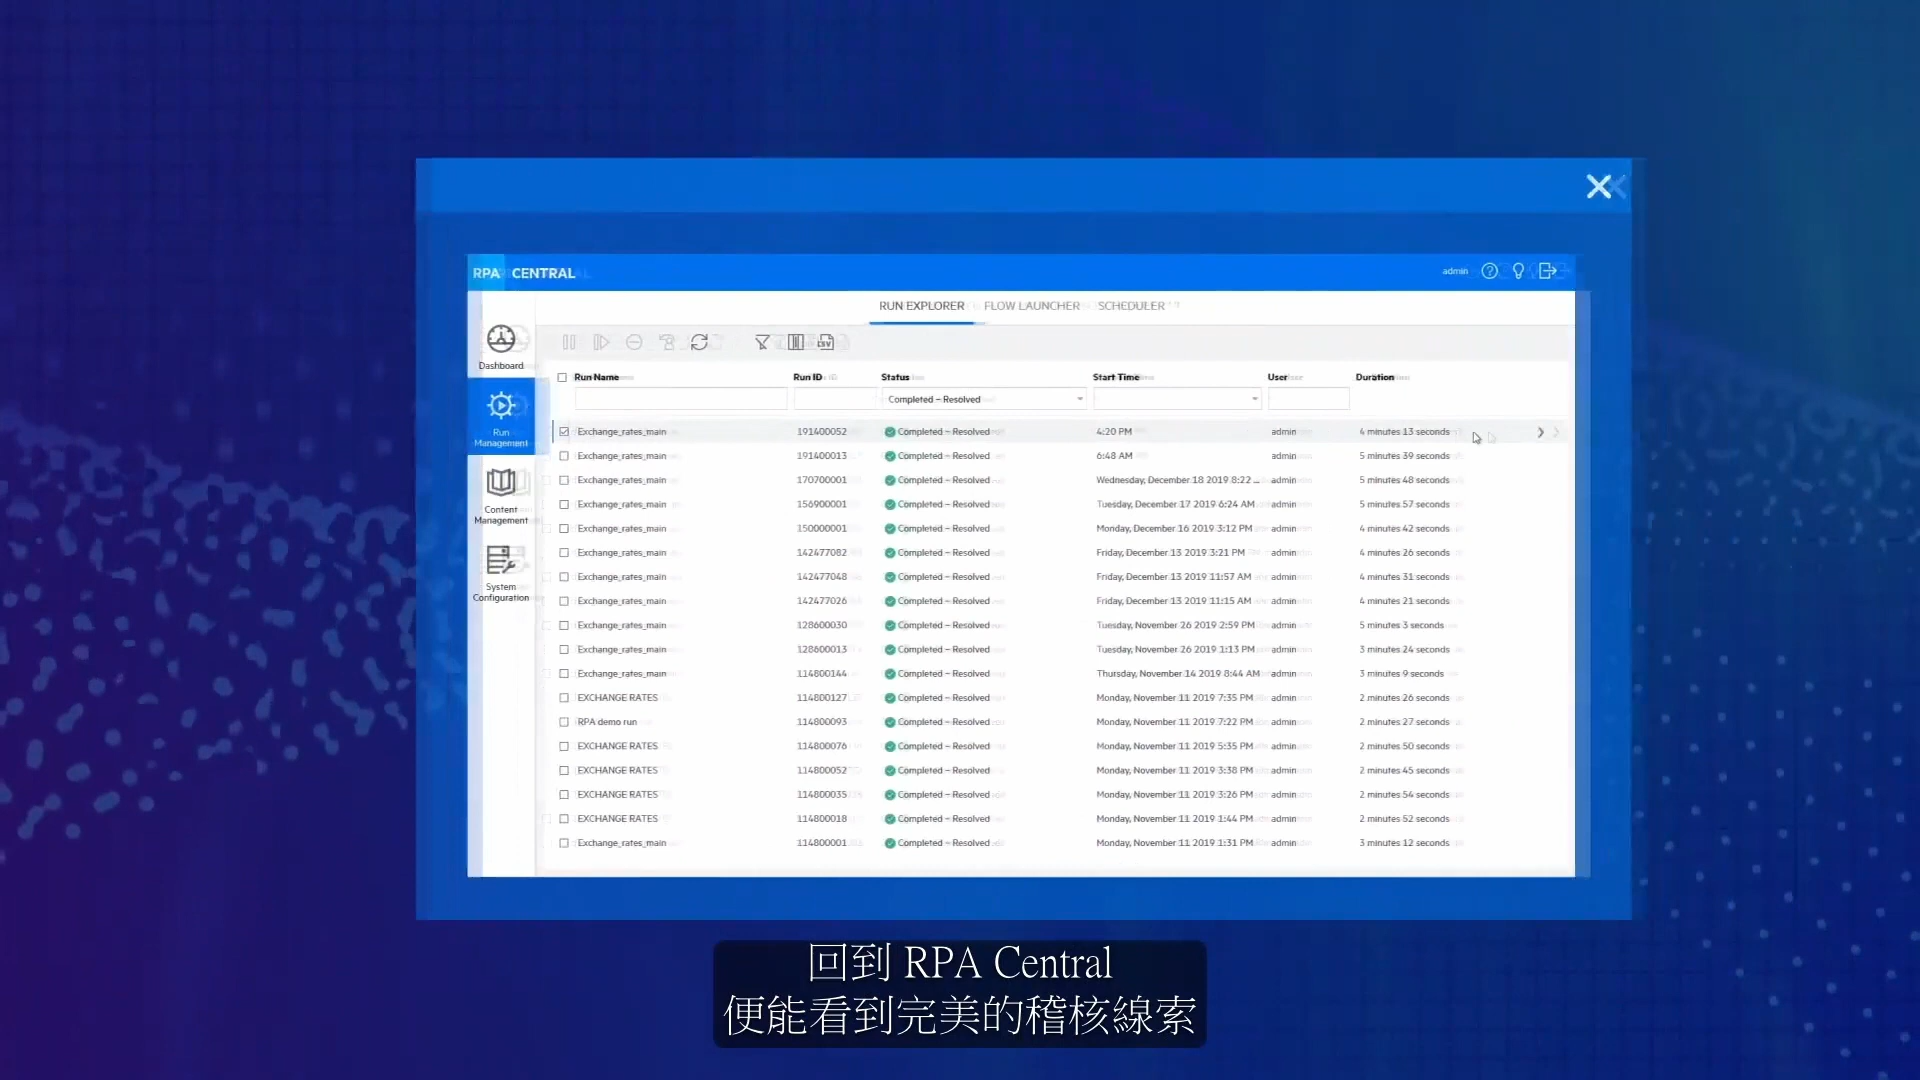 RPA CENTRAL
admin
RUN EXPLORER FLOW LAUNCHER SCHEDULER
Dashboard
Run
Management
Content
Management
System
Configuration
CSV
Run Name Run ID Status Start Time User Duration
Completed – Resolved
Exchange_rates_main 191400052 Completed – Resolved 4:20 PM admin 4 minutes 13 seconds
Exchange_rates_main 191400013 Completed – Resolved 6:48 AM admin 5 minutes 39 seconds
Exchange_rates_main 170700001 Completed – Resolved Wednesday, December 18 2019 8:22 ... admin 5 minutes 48 seconds
Exchange_rates_main 156900001 Completed – Resolved Tuesday, December 17 2019 6:24 AM admin 5 minutes 57 seconds
Exchange_rates_main 150000001 Completed – Resolved Monday, December 16 2019 3:12 PM admin 4 minutes 42 seconds
Exchange_rates_main 142477082 Completed – Resolved Friday, December 13 2019 3:21 PM admin 4 minutes 26 seconds
Exchange_rates_main 142477048 Completed – Resolved Friday, December 13 2019 11:57 AM admin 4 minutes 31 seconds
Exchange_rates_main 142477026 Completed – Resolved Friday, December 13 2019 11:15 AM admin 4 minutes 21 seconds
Exchange_rates_main 128600030 Completed – Resolved Tuesday, November 26 2019 2:59 PM admin 5 minutes 3 seconds
Exchange_rates_main 128600013 Completed – Resolved Tuesday, November 26 2019 1:13 PM admin 3 minutes 24 seconds
Exchange_rates_main 114800144 Completed – Resolved Thursday, November 14 2019 8:44 AM admin 3 minutes 9 seconds
EXCHANGE RATES 114800127 Completed – Resolved Monday, November 11 2019 7:35 PM admin 2 minutes 26 seconds
RPA demo run 114800093 Completed – Resolved Monday, November 11 2019 7:22 PM admin 2 minutes 27 seconds
EXCHANGE RATES 114800076 Completed – Resolved Monday, November 11 2019 5:35 PM admin 2 minutes 50 seconds
EXCHANGE RATES 114800052 Completed – Resolved Monday, November 11 2019 3:38 PM admin 2 minutes 45 seconds
EXCHANGE RATES 114800035 Completed – Resolved Monday, November 11 2019 3:26 PM admin 2 minutes 54 seconds
EXCHANGE RATES 114800018 Completed – Resolved Monday, November 11 2019 1:44 PM admin 2 minutes 52 seconds
Exchange_rates_main 114800001 Completed – Resolved Monday, November 11 2019 1:31 PM admin 3 minutes 12 seconds
回到 RPA Central
便能看到完美的稽核線索